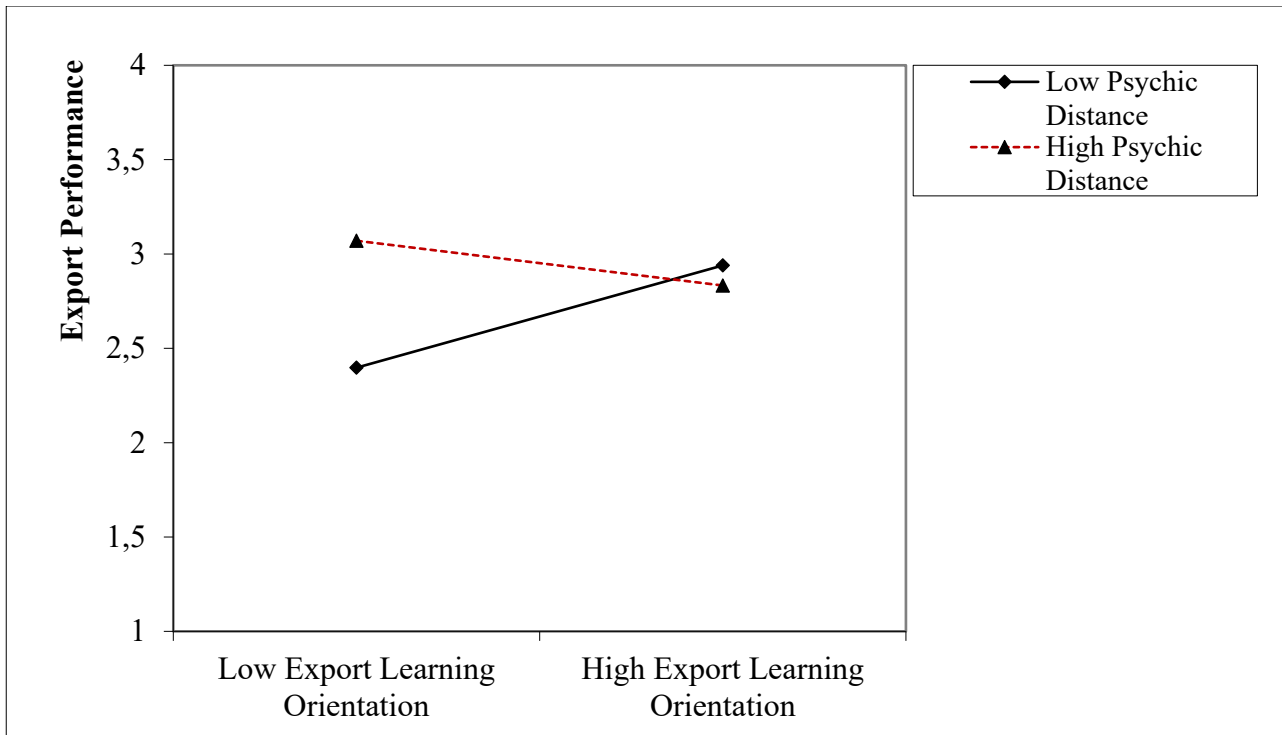 Export Performance
4
3,5
3
2,5
2
1,5
1
Low Export Learning
Orientation
High Export Learning
Orientation
Low Psychic
Distance
High Psychic
Distance